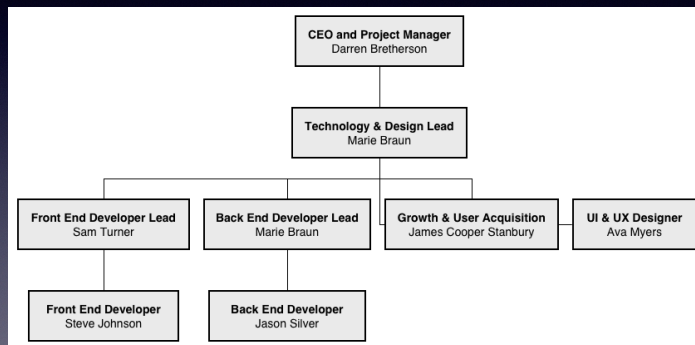 CEO and Project Manager
Darren Bretherson
Technology & Design Lead
Marie Braun
Front End Developer Lead
Sam Turner
Back End Developer Lead
Marie Braun
Growth & User Acquisition
James Cooper Stanbury
UI & UX Designer
Ava Myers
Front End Developer
Steve Johnson
Back End Developer
Jason Silver